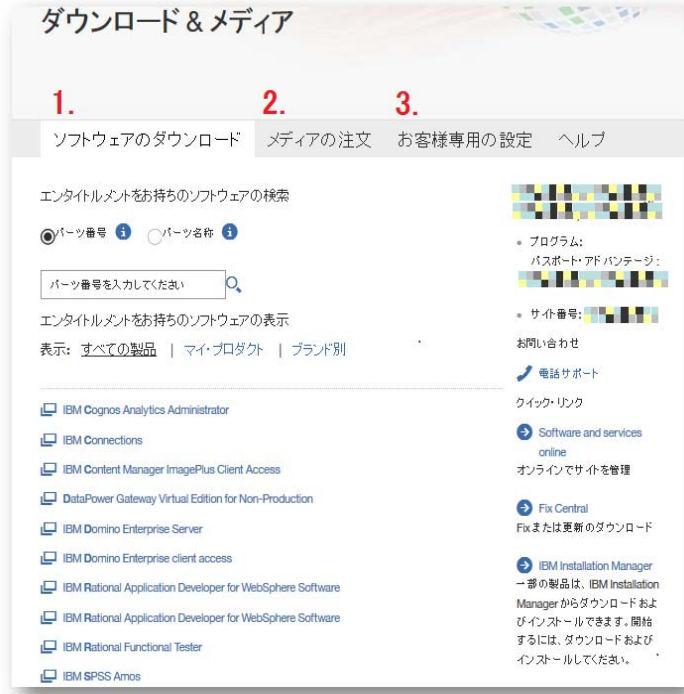 ダウンロード & メディア
1.
2.
3.
ソフトウェアのダウンロード
メディアの注文
お客様専用の設定
ヘルプ
エンタイトルメントをお持ちのソフトウェアの検索
パーツ番号
パーツ名称
パーツ番号を入力してください
エンタイトルメントをお持ちのソフトウェアの表示
表示: すべての製品 | マイ・プロダクト | ブランド別
IBM Cognos Analytics Administrator
IBM Connections
IBM Content Manager ImagePlus Client Access
DataPower Gateway Virtual Edition for Non-Production
IBM Domino Enterprise Server
IBM Domino Enterprise client access
IBM Rational Application Developer for WebSphere Software
IBM Rational Application Developer for WebSphere Software
IBM Rational Functional Tester
IBM SPSS Amos
プログラム:
パスポート・アドバンテージ:
サイト番号:
お問い合わせ
電話サポート
クイック・リンク
Software and services
online
オンラインでサイトを管理
Fix Central
Fixまたは更新のダウンロード
IBM Installation Manager
一部の製品は、IBM Installation
Manager からダウンロードおよ
びインストールできます。開始
するには、ダウンロードおよび
インストールしてください。